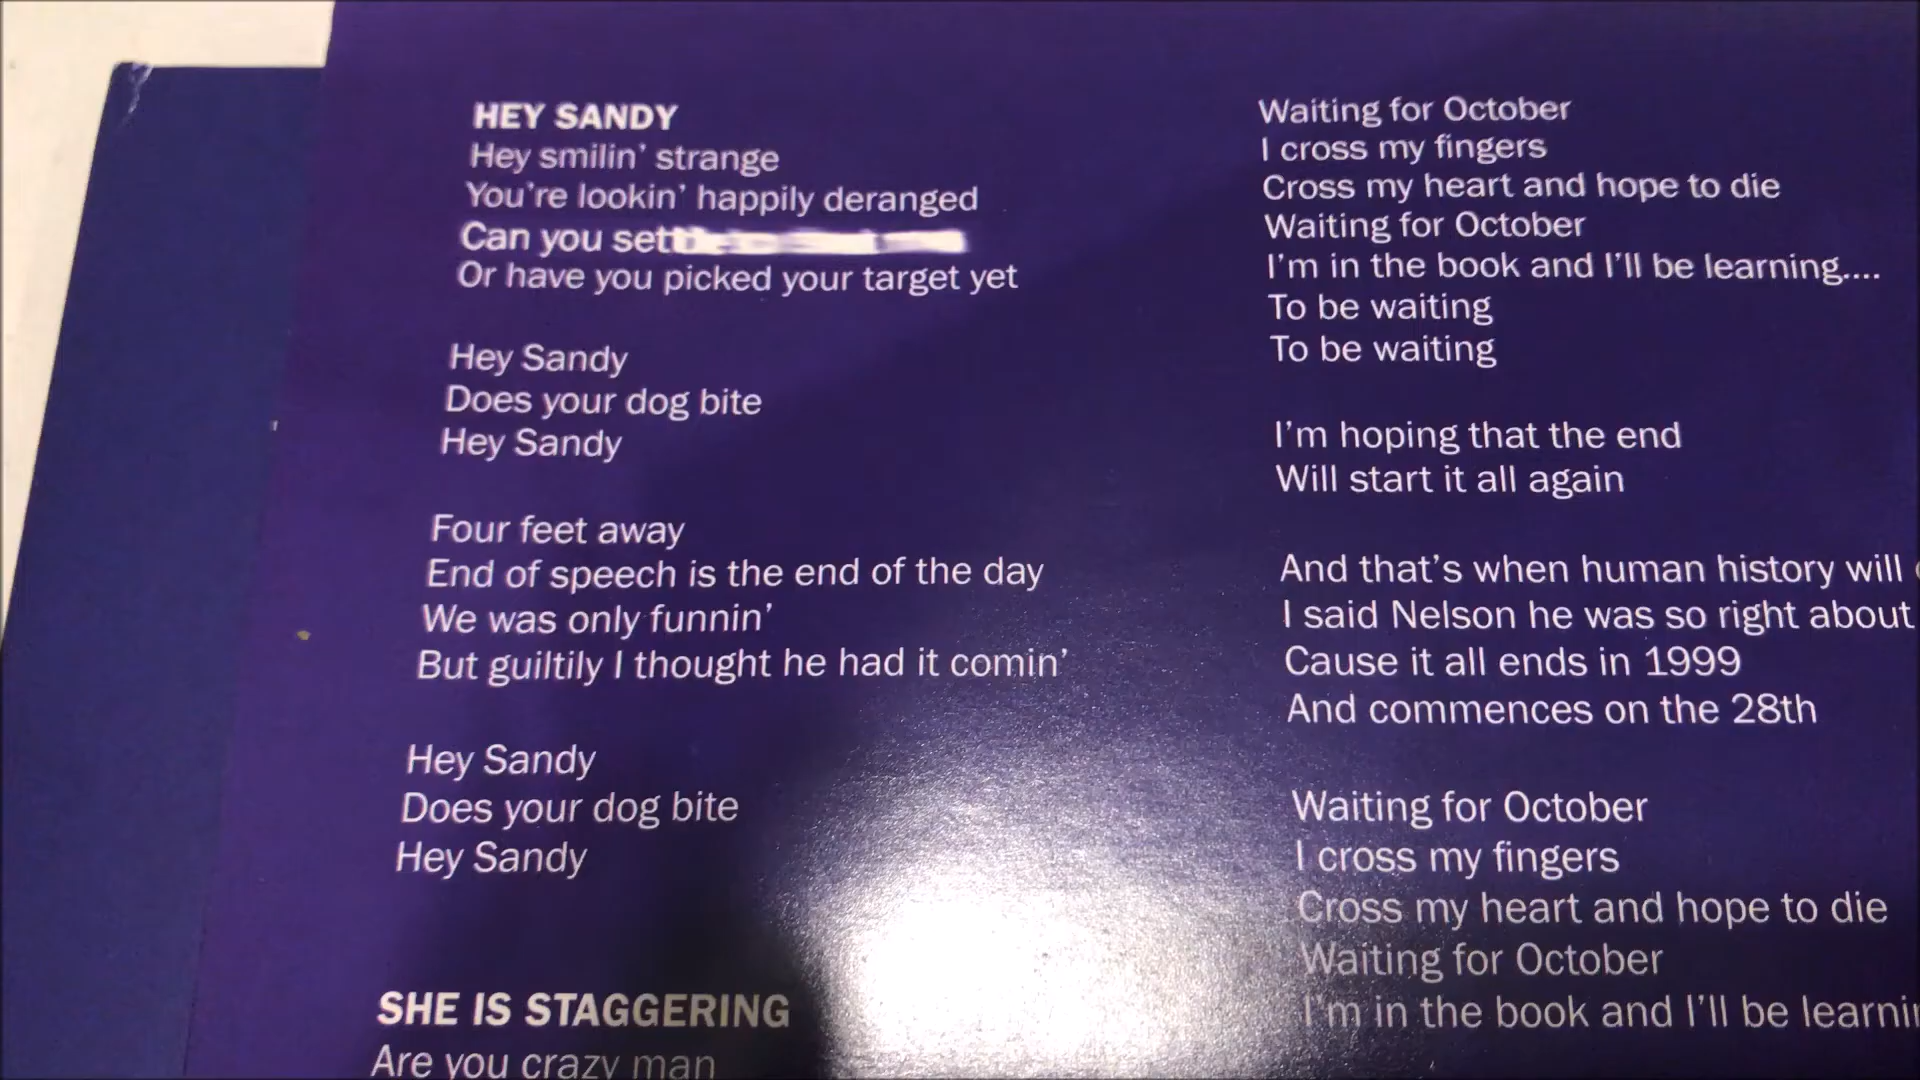 HEY SANDY
Hey smilin' strange
You're lookin' happily deranged
Can you
Or have you picked your target yet
Hey Sandy
Does your dog bite
Hey Sandy
Four feet away
End of speech is the end of the day
We was only funnin'
But guiltily I thought he had it comin'
Hey Sandy
Does your dog bite
Hey Sandy
SHE IS STAGGERING
Are you crazy man
Waiting for October
I cross my fingers
Cross my heart and hope to die
Waiting for October
I'm in the book and I'll be learning....
To be waiting
To be waiting
I'm hoping that the end
Will start it all again
And that's when human history will
I said Nelson he was so right about
Cause it all ends in 1999
And commences on the 28th
Waiting for October
I cross my fingers
Cross my heart and hope to die
Waiting for October
I'm in the book and I'll be